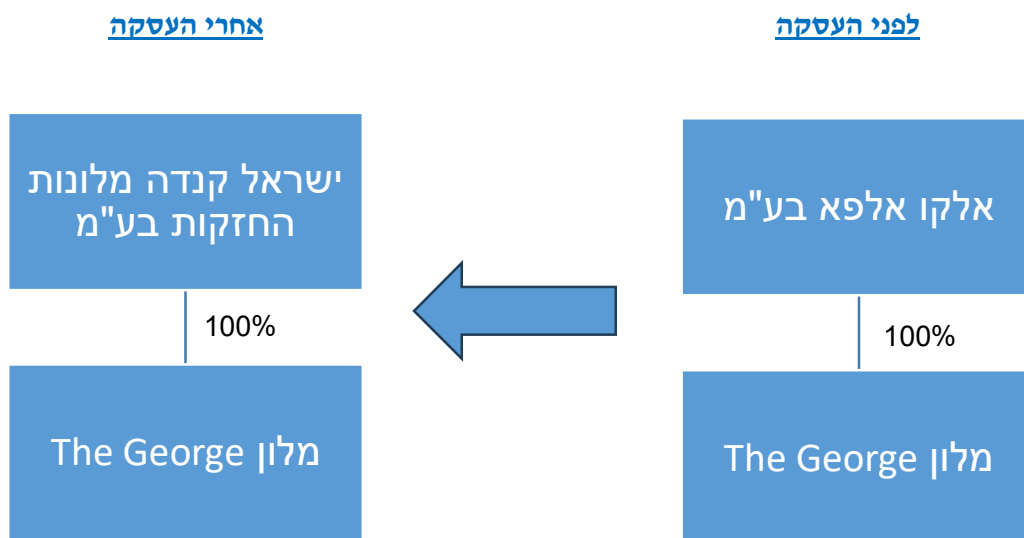 לפני העסקה
אלקו אלפא בע"מ
100%
מלון The George
אחרי העסקה
ישראל קנדה מלונות
החזקות בע"מ
100%
מלון The George